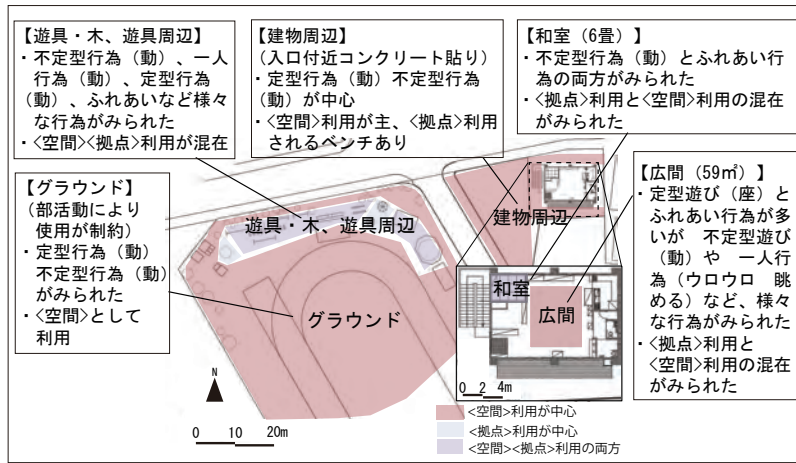 【遊具・木、遊具周辺】
・不定型行為（動）、一人
行為（動）、定型行為
（動）、ふれあいなど様々
な行為がみられた
・<空間><拠点>利用が混在
【建物周辺】
（入口付近コンクリート貼り）
・定型行為（動）不定型行為
（動）が中心
・<空間>利用が主、<拠点>利用
されるベンチあり
【和室（6畳）】
・不定型行為（動）とふれあい行
為の両方がみられた
・<拠点>利用と<空間>利用の混在
がみられた
【グラウンド】
（部活動により
使用が制約）
・定型行為（動）
不定型行為（動）
がみられた
・<空間>として
利用
【広間（59㎡）】
・定型遊び（座）と
ふれあい行為が多
いが 不定型遊び
（動）や 一人行
為（ウロウロ 眺
める）など、様々
な行為がみられた
・<拠点>利用と
<空間>利用の混在
がみられた
遊具・木、遊具周辺
建物周辺
グラウンド
和室
広間
N
0 10 20m
0 2 4m
<空間>利用が中心
<拠点>利用が中心
<空間><拠点>利用の両方